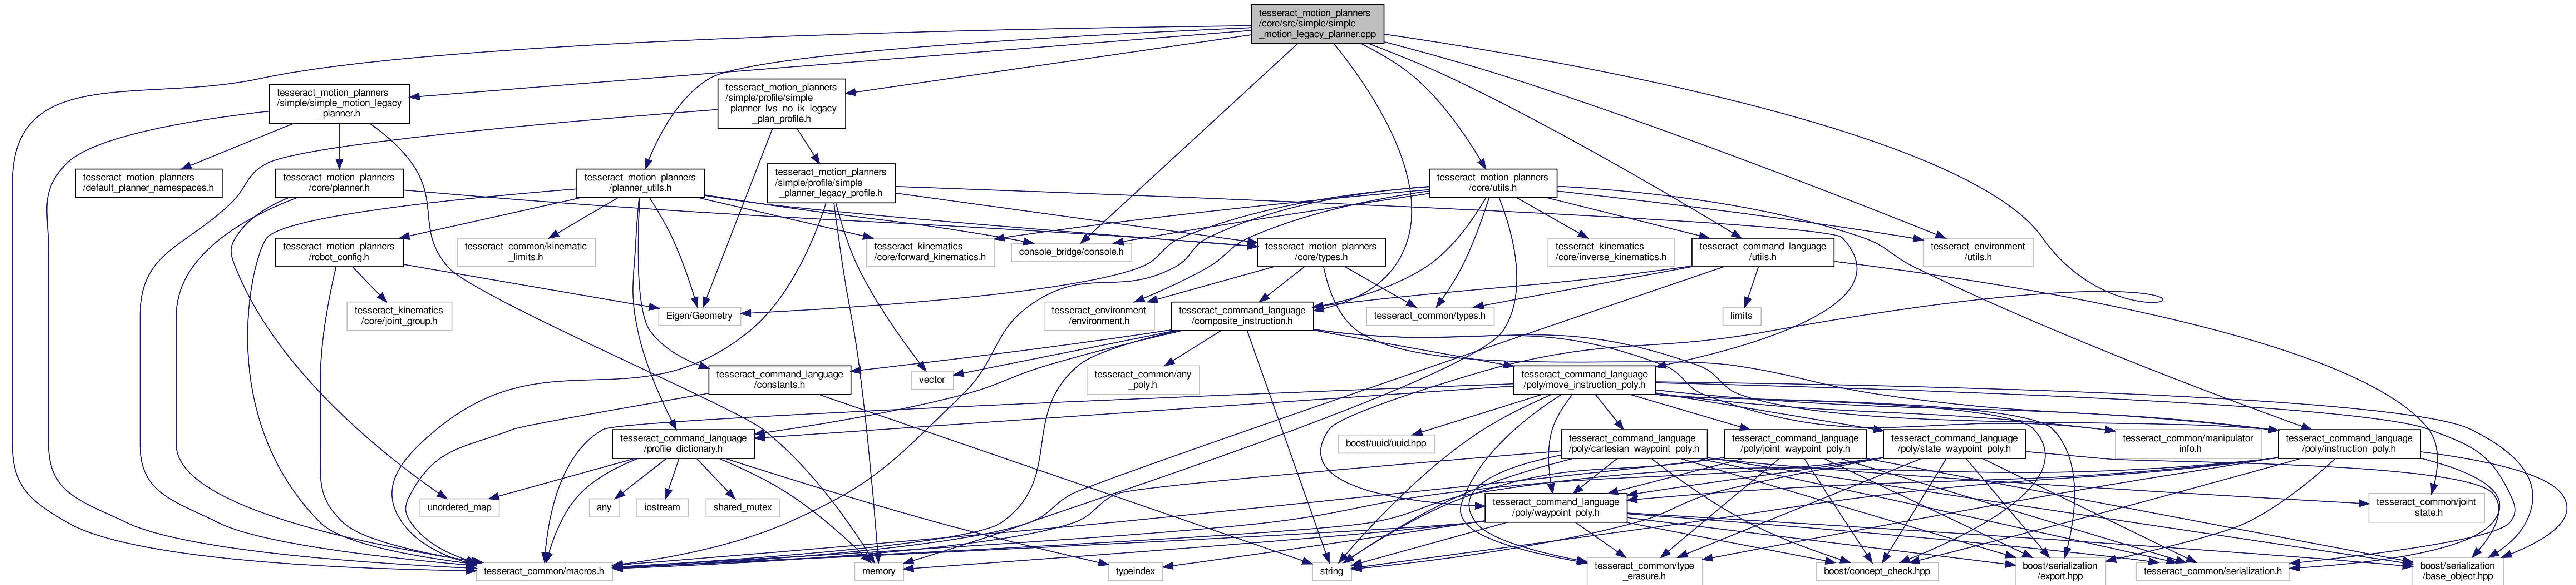 tesseract_motion_planners
/core/src/simple/simple
_motion_legacy_planner.cpp
tesseract_motion_planners
/simple/simple_motion_legacy
_planner.h
tesseract_motion_planners
/simple/profile/simple
_planner_lvs_no_ik_legacy
_plan_profile.h
tesseract_motion_planners
/default_planner_namespaces.h
tesseract_motion_planners
/core/planner.h
tesseract_motion_planners
/planner_utils.h
tesseract_motion_planners
/simple/profile/simple
_planner_legacy_profile.h
tesseract_motion_planners
/core/utils.h
tesseract_motion_planners
/robot_config.h
tesseract_common/kinematic
_limits.h
tesseract_kinematics
/core/forward_kinematics.h
console_bridge/console.h
tesseract_motion_planners
/core/types.h
tesseract_kinematics
/core/inverse_kinematics.h
tesseract_command_language
/utils.h
tesseract_environment
/utils.h
tesseract_kinematics
/core/joint_group.h
Eigen/Geometry
tesseract_environment
/environment.h
tesseract_command_language
/composite_instruction.h
tesseract_common/types.h
limits
tesseract_command_language
/constants.h
vector
tesseract_common/any
_poly.h
tesseract_command_language
/poly/move_instruction_poly.h
tesseract_command_language
/profile_dictionary.h
boost/uuid/uuid.hpp
tesseract_command_language
/poly/cartesian_waypoint_poly.h
tesseract_command_language
/poly/joint_waypoint_poly.h
tesseract_command_language
/poly/state_waypoint_poly.h
tesseract_common/manipulator
_info.h
tesseract_command_language
/poly/instruction_poly.h
unordered_map
any
iostream
shared_mutex
tesseract_command_language
/poly/waypoint_poly.h
tesseract_common/joint
_state.h
tesseract_common/macros.h
memory
typeindex
string
tesseract_common/type
_erasure.h
boost/concept_check.hpp
boost/serialization
/export.hpp
tesseract_common/serialization.h
boost/serialization
/base_object.hpp